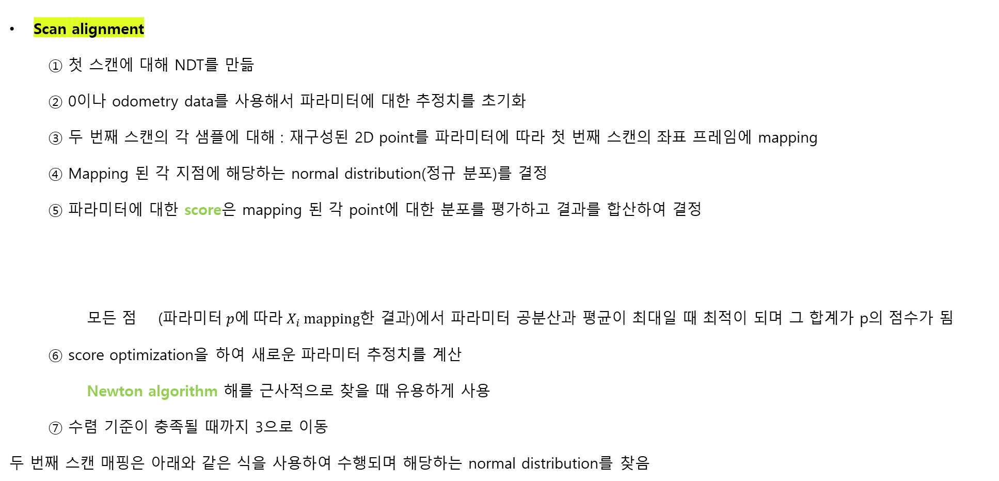 • Scan alignment
① 첫 스캔에 대해 NDT를 만듦
② 0이나 odometry data를 사용해서 파라미터에 대한 추정치를 초기화
③ 두 번째 스캔의 각 샘플에 대해 : 재구성된 2D point를 파라미터에 따라 첫 번째 스캔의 좌표 프레임에 mapping
④ Mapping 된 각 지점에 해당하는 normal distribution(정규 분포)를 결정
⑤ 파라미터에 대한 score은 mapping 된 각 point에 대한 분포를 평가하고 결과를 합산하여 결정
모든 점 (파라미터 p에 따라 X_i mapping한 결과)에서 파라미터 공분산과 평균이 최대일 때 최적이 되며 그 합계가 p의 점수가 됨
⑥ score optimization을 하여 새로운 파라미터 추정치를 계산
Newton algorithm 해를 근사적으로 찾을 때 유용하게 사용
⑦ 수렴 기준이 충족될 때까지 3으로 이동
두 번째 스캔 매핑은 아래와 같은 식을 사용하여 수행되며 해당하는 normal distribution를 찾음